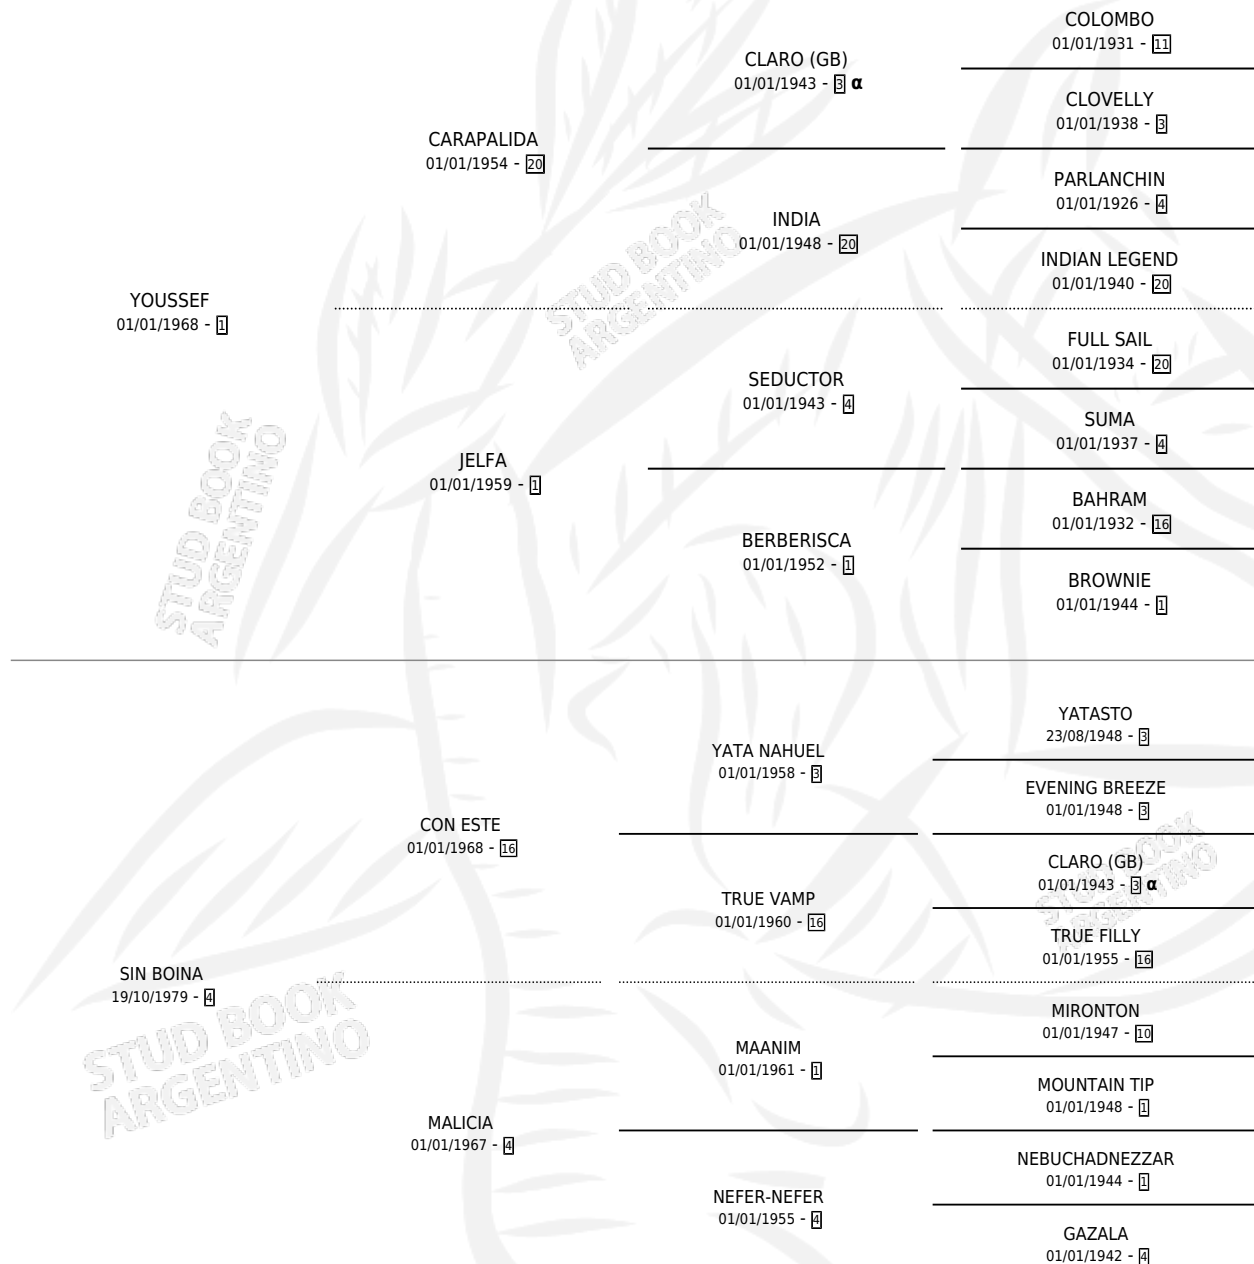 COLOMBO
01/01/1931 - 11
CLARO (GB)
01/01/1943 - 3 α
CLOVELLY
01/01/1938 - 3
CARAPALIDA
01/01/1954 - 20
PARLANCHIN
01/01/1926 - 4
INDIA
01/01/1948 - 20
INDIAN LEGEND
01/01/1940 - 20
YOUSSEF
01/01/1968 - 1
FULL SAIL
01/01/1934 - 20
SEDUCTOR
01/01/1943 - 4
SUMA
01/01/1937 - 4
JELFA
01/01/1959 - 1
BAHRAM
01/01/1932 - 16
BERBERISCA
01/01/1952 - 1
BROWNIE
01/01/1944 - 1
STUD BOOK
ARGENTINO
STUD BOOK
ARGENTINO
YATASTO
23/08/1948 - 3
YATA NAHUEL
01/01/1958 - 3
EVENING BREEZE
01/01/1948 - 3
CON ESTE
01/01/1968 - 16
CLARO (GB)
01/01/1943 - 3 α
TRUE VAMP
01/01/1960 - 16
TRUE FILLY
01/01/1955 - 16
SIN BOINA
19/10/1979 - 4
MIRONTON
01/01/1947 - 10
MAANIM
01/01/1961 - 1
MOUNTAIN TIP
01/01/1948 - 1
MALICIA
01/01/1967 - 4
NEBUCHADNEZZAR
01/01/1944 - 1
NEFER-NEFER
01/01/1955 - 4
GAZALA
01/01/1942 - 4
STUD BOOK
ARGENTINO
STUD BOOK
ARGENTINO